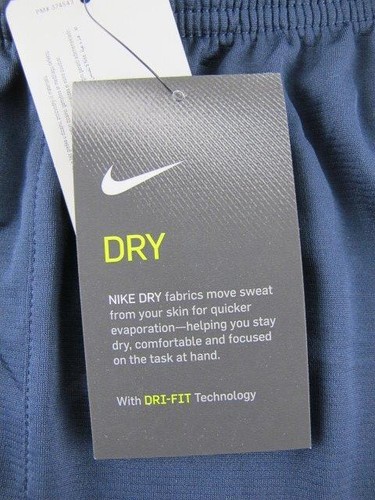 DRY
NIKE DRY fabrics move sweat
from your skin for quicker
evaporation—helping you stay
dry, comfortable and focused
on the task at hand.
With DRI-FIT Technology